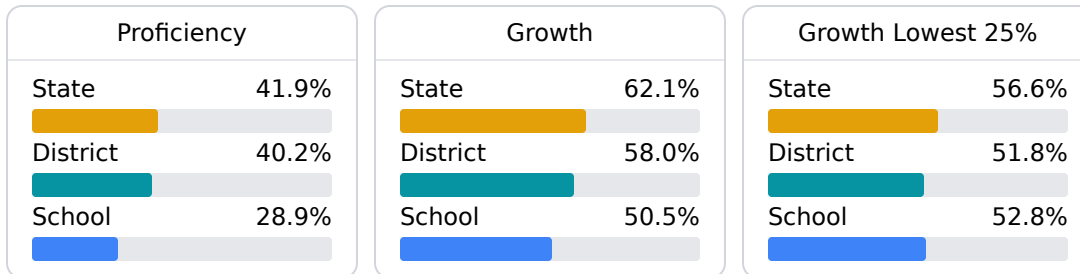 Proficiency
State 41.9%
District 40.2%
School 28.9%
Growth
State 62.1%
District 58.0%
School 50.5%
Growth Lowest 25%
State 56.6%
District 51.8%
School 52.8%